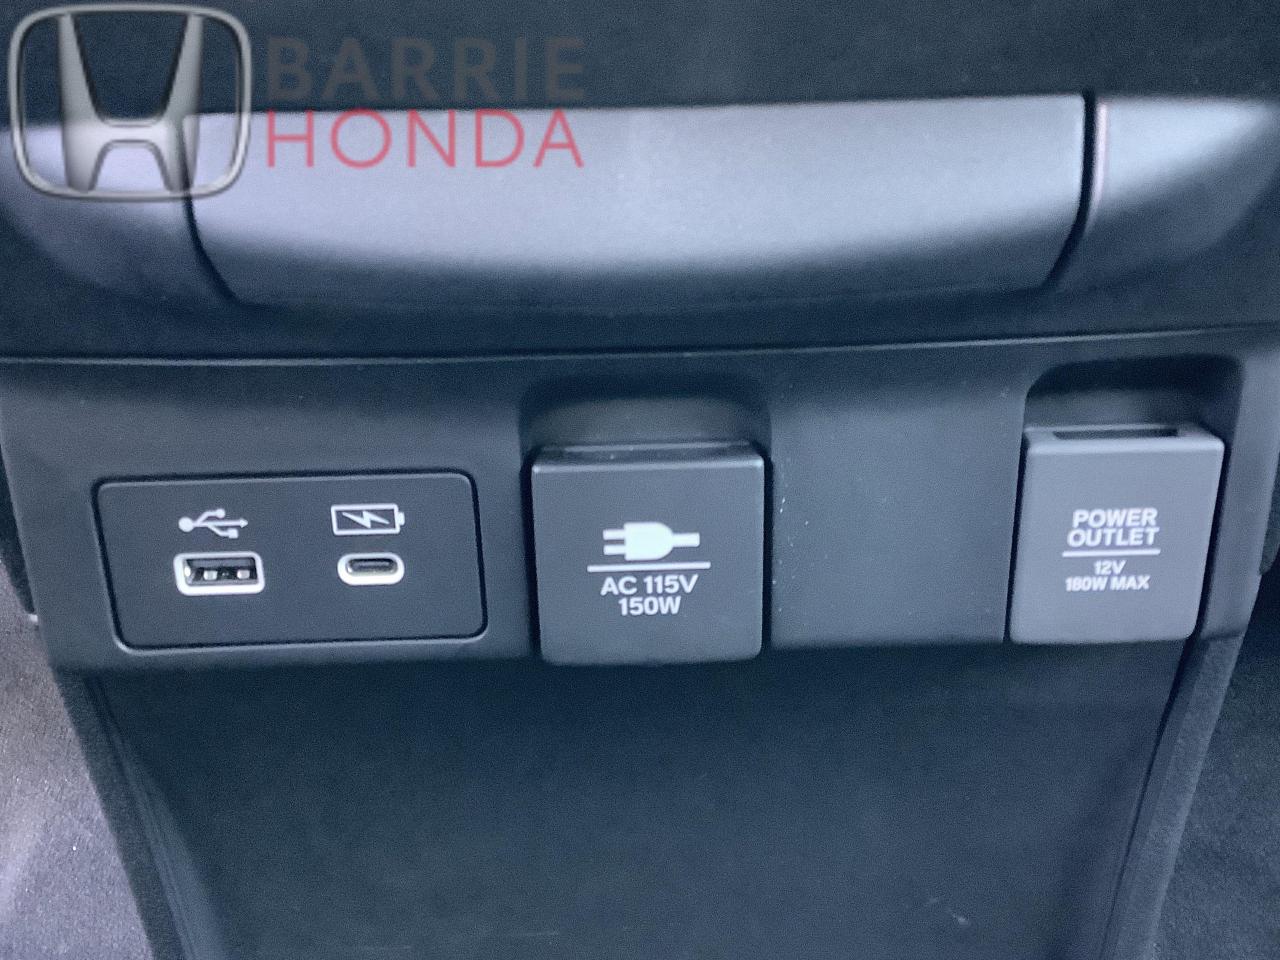 BARRIE
HONDA
AC 115V
150W
POWER
OUTLET
12V
180W MAX